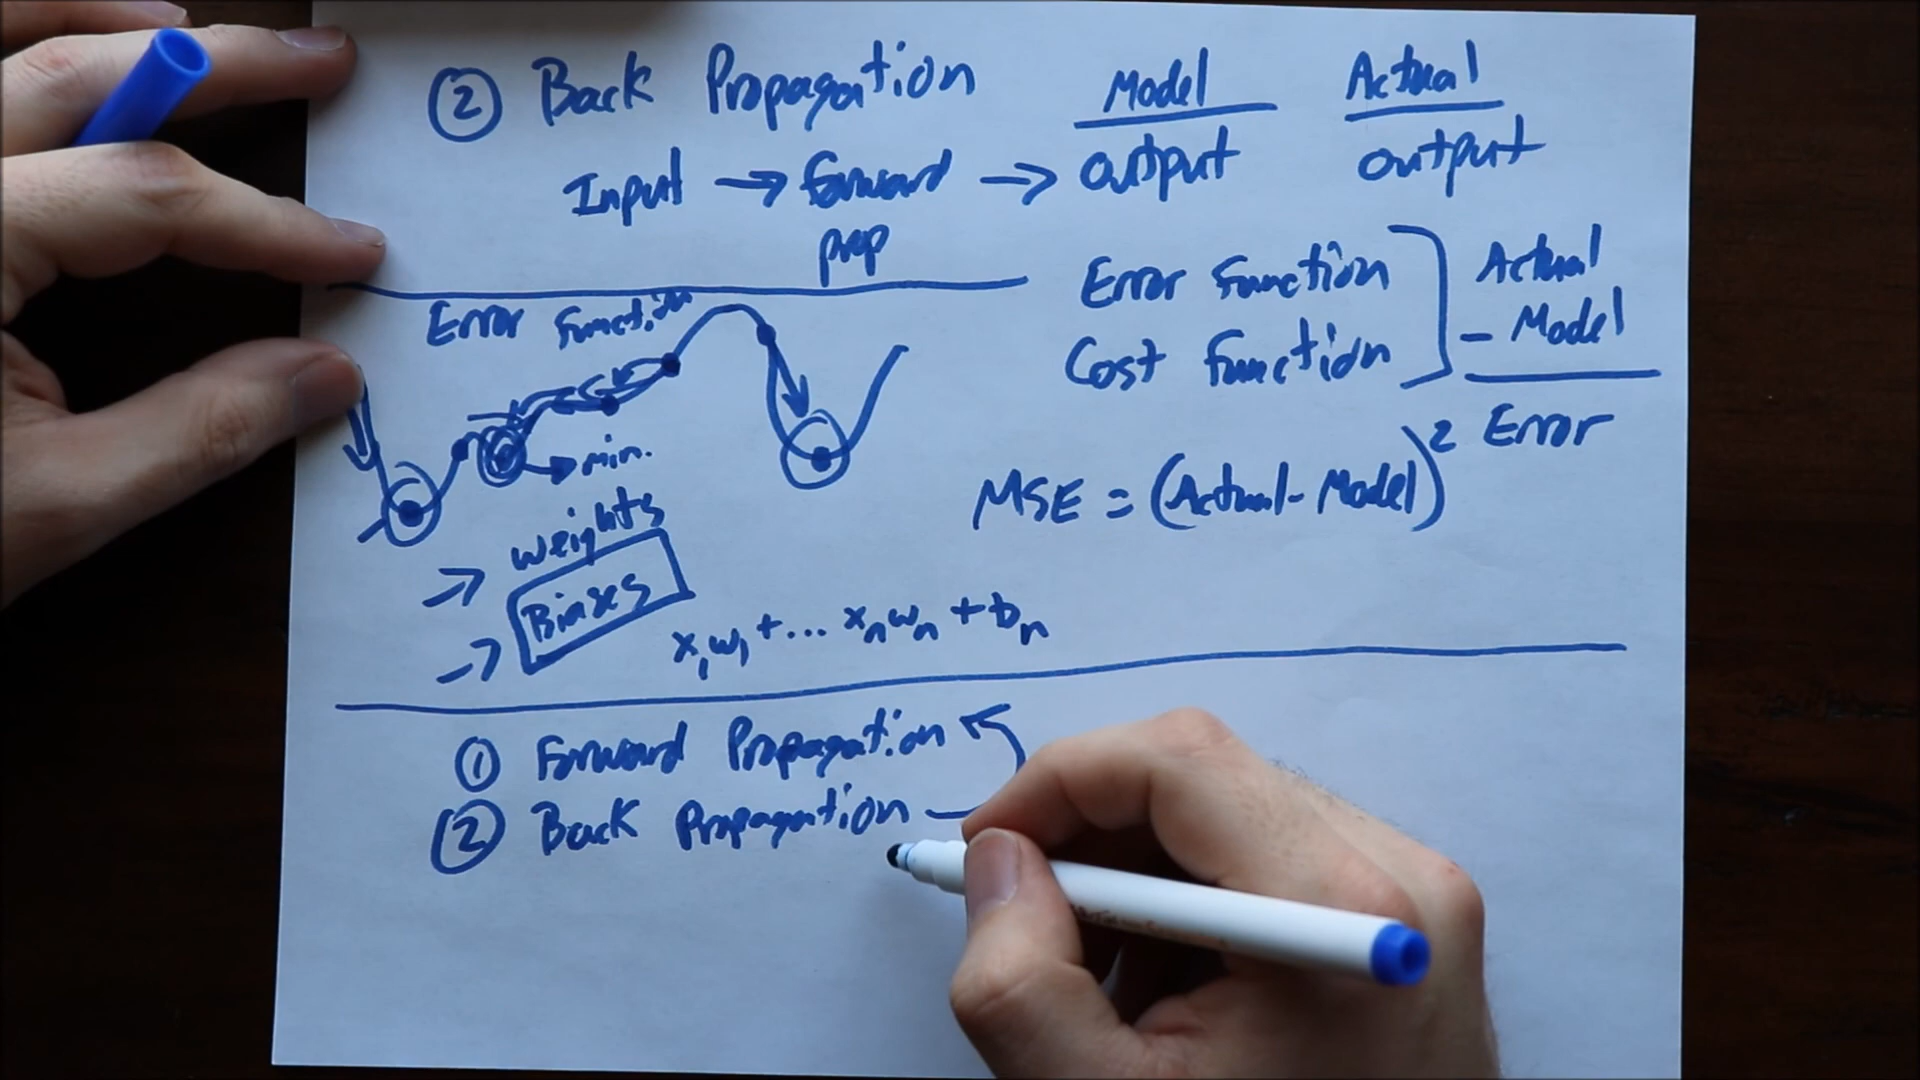 ② Back Propagation
Input → forward prop → Model output
Actual output
Error Function
Cost Function
Actual
- Model
Error
MSE = (Actual - Model)²
Error Function
min.
→ weights
→ Biases
x₁w₁ + ... xₙwₙ + bₙ
① Forward Propagation
② Back Propagation